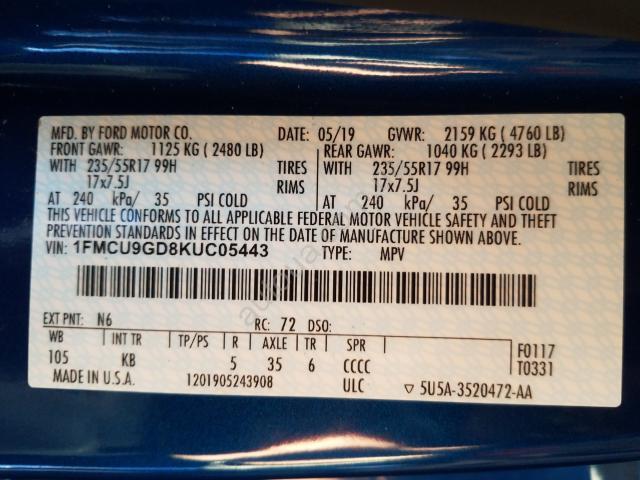 MFD. BY FORD MOTOR CO. DATE: 05/19 GVWR: 2159 KG ( 4760 LB)
FRONT GAWR: 1125 KG ( 2480 LB) REAR GAWR: 1040 KG ( 2293 LB)
WITH 235/55R17 99H TIRES WITH 235/55R17 99H TIRES
17x7.5J RIMS 17x7.5J RIMS
AT 240 kPa/ 35 PSI COLD AT 240 kPa/ 35 PSI COLD
THIS VEHICLE CONFORMS TO ALL APPLICABLE FEDERAL MOTOR VEHICLE SAFETY AND THEFT
PREVENTION STANDARDS IN EFFECT ON THE DATE OF MANUFACTURE SHOWN ABOVE.
VIN: 1FMCU9GD8KUC05443 TYPE: MPV
EXT PNT: N6 RC: 72 DSO:
WB INT TR TP/PS R AXLE TR SPR F0117
105 KB 5 35 6 CCCC T0331
MADE IN U.S.A. 1201905243908 ULC ▽ 5U5A-3520472-AA